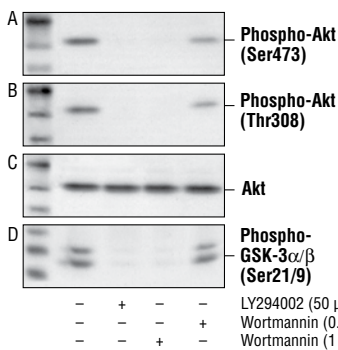 A
Phospho-Akt
(Ser473)
B
Phospho-Akt
(Thr308)
C
Akt
D
Phospho-
GSK-3α/β
(Ser21/9)
– + – – LY294002 (50 μ
– – – + Wortmannin (0.
– – + – Wortmannin (1